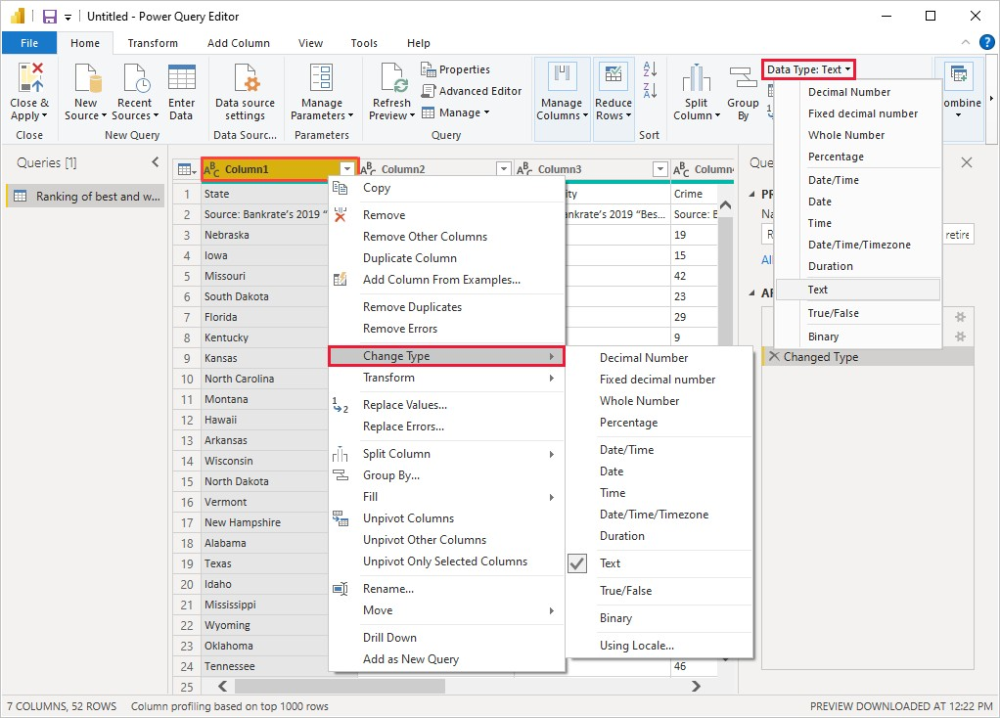 Untitled - Power Query Editor
File Home Transform Add Column View Tools Help
Close & Apply
Close
New Source
Recent Sources
Enter Data
New Query
Data source settings
Data Sourc...
Manage Parameters
Parameters
Refresh Preview
Properties
Advanced Editor
Manage
Query
Manage Columns
Reduce Rows
Sort
Split Column
Group By
Data Type: Text
ombine
Decimal Number
Fixed decimal number
Whole Number
Percentage
Date/Time
Date
Time
Date/Time/Timezone
Duration
Text
True/False
Binary
Queries [1]
Ranking of best and w...
ABC Column1 ABC Column2 ABC Column3 ABC Column4
1 State ity Crime
2 Source: Bankrate's 2019 " nkrate's 2019 "Bes... Source: B
3 Nebraska 19
4 Iowa 15
5 Missouri 42
6 South Dakota 23
7 Florida 29
8 Kentucky 9
9 Kansas
10 North Carolina
11 Montana
12 Hawaii
13 Arkansas
14 Wisconsin
15 North Dakota
16 Vermont
17 New Hampshire
18 Alabama
19 Texas
20 Idaho
21 Mississippi
22 Wyoming
23 Oklahoma
24 Tennessee 46
25
Copy
Remove
Remove Other Columns
Duplicate Column
Add Column From Examples...
Remove Duplicates
Remove Errors
Change Type
Transform
Replace Values...
Replace Errors...
Split Column
Group By...
Fill
Unpivot Columns
Unpivot Other Columns
Unpivot Only Selected Columns
Rename...
Move
Drill Down
Add as New Query
Decimal Number
Fixed decimal number
Whole Number
Percentage
Date/Time
Date
Time
Date/Time/Timezone
Duration
Text
True/False
Binary
Using Locale...
Que
PR
Na
R retire
All
AP
Changed Type
7 COLUMNS, 52 ROWS Column profiling based on top 1000 rows PREVIEW DOWNLOADED AT 12:22 PM